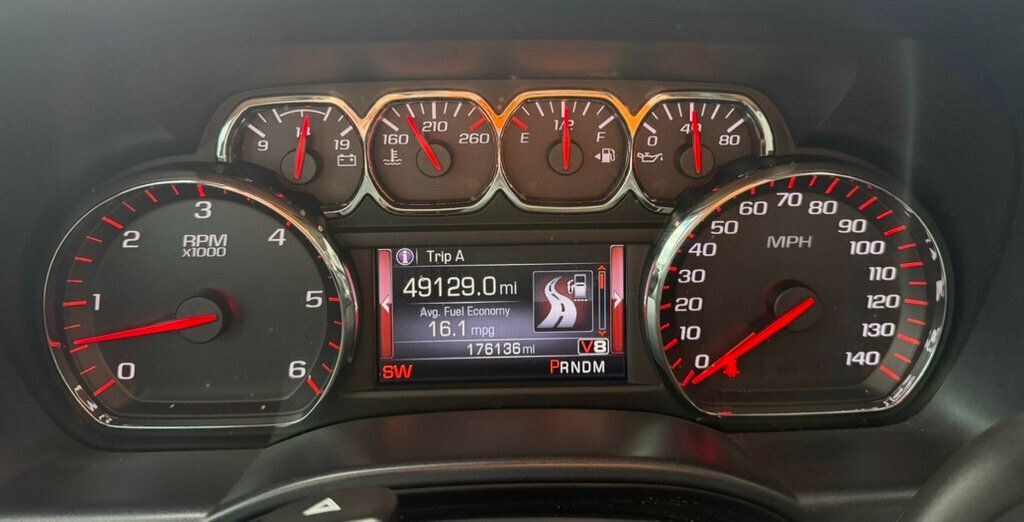 9 14 19
160 210 260
E 1/2 F
0 40 80
RPM
x1000
0 1 2 3 4 5 6
i Trip A
49129.0 mi
Avg. Fuel Economy
16.1 mpg
176136 mi V8
SW PRNDM
MPH
0 10 20 30 40 50 60 70 80 90 100 110 120 130 140